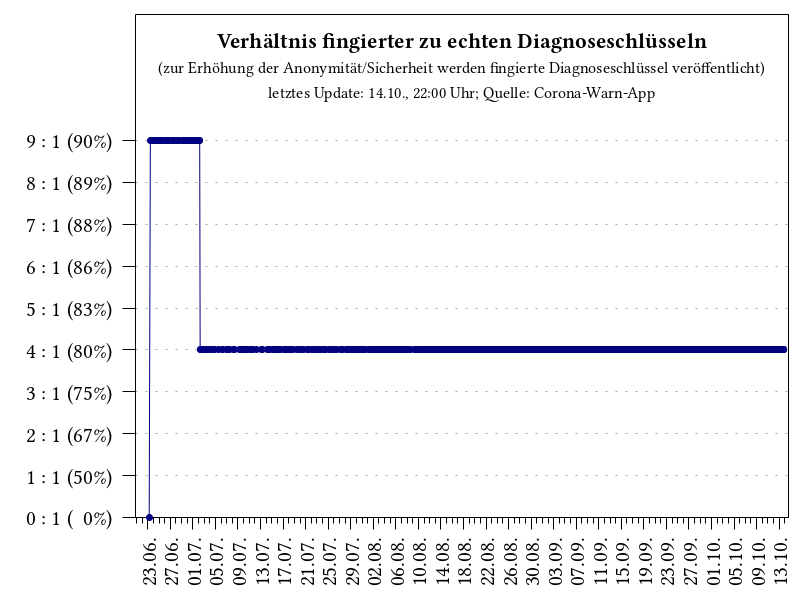 Verhältnis fingierter zu echten Diagnoseschlüsseln
(zur Erhöhung der Anonymität/Sicherheit werden fingierte Diagnoseschlüssel veröffentlicht)
letztes Update: 14.10., 22:00 Uhr; Quelle: Corona-Warn-App
9 : 1 (90%)
8 : 1 (89%)
7 : 1 (88%)
6 : 1 (86%)
5 : 1 (83%)
4 : 1 (80%)
3 : 1 (75%)
2 : 1 (67%)
1 : 1 (50%)
0 : 1 (  0%)
23.06.
27.06.
01.07.
05.07.
09.07.
13.07.
17.07.
21.07.
25.07.
29.07.
02.08.
06.08.
10.08.
14.08.
18.08.
22.08.
26.08.
30.08.
03.09.
07.09.
11.09.
15.09.
19.09.
23.09.
27.09.
01.10.
05.10.
09.10.
13.10.